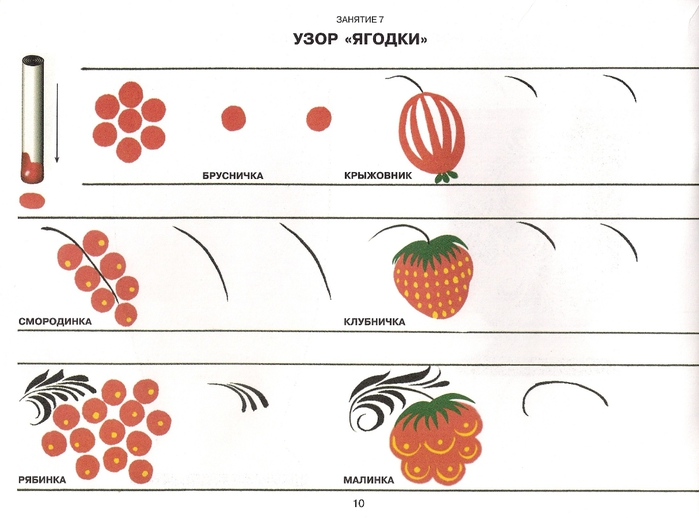 ЗАНЯТИЕ 7
УЗОР «ЯГОДКИ»
БРУСНИЧКА
КРЫЖОВНИК
СМОРОДИНКА
КЛУБНИЧКА
РЯБИНКА
МАЛИНКА
10